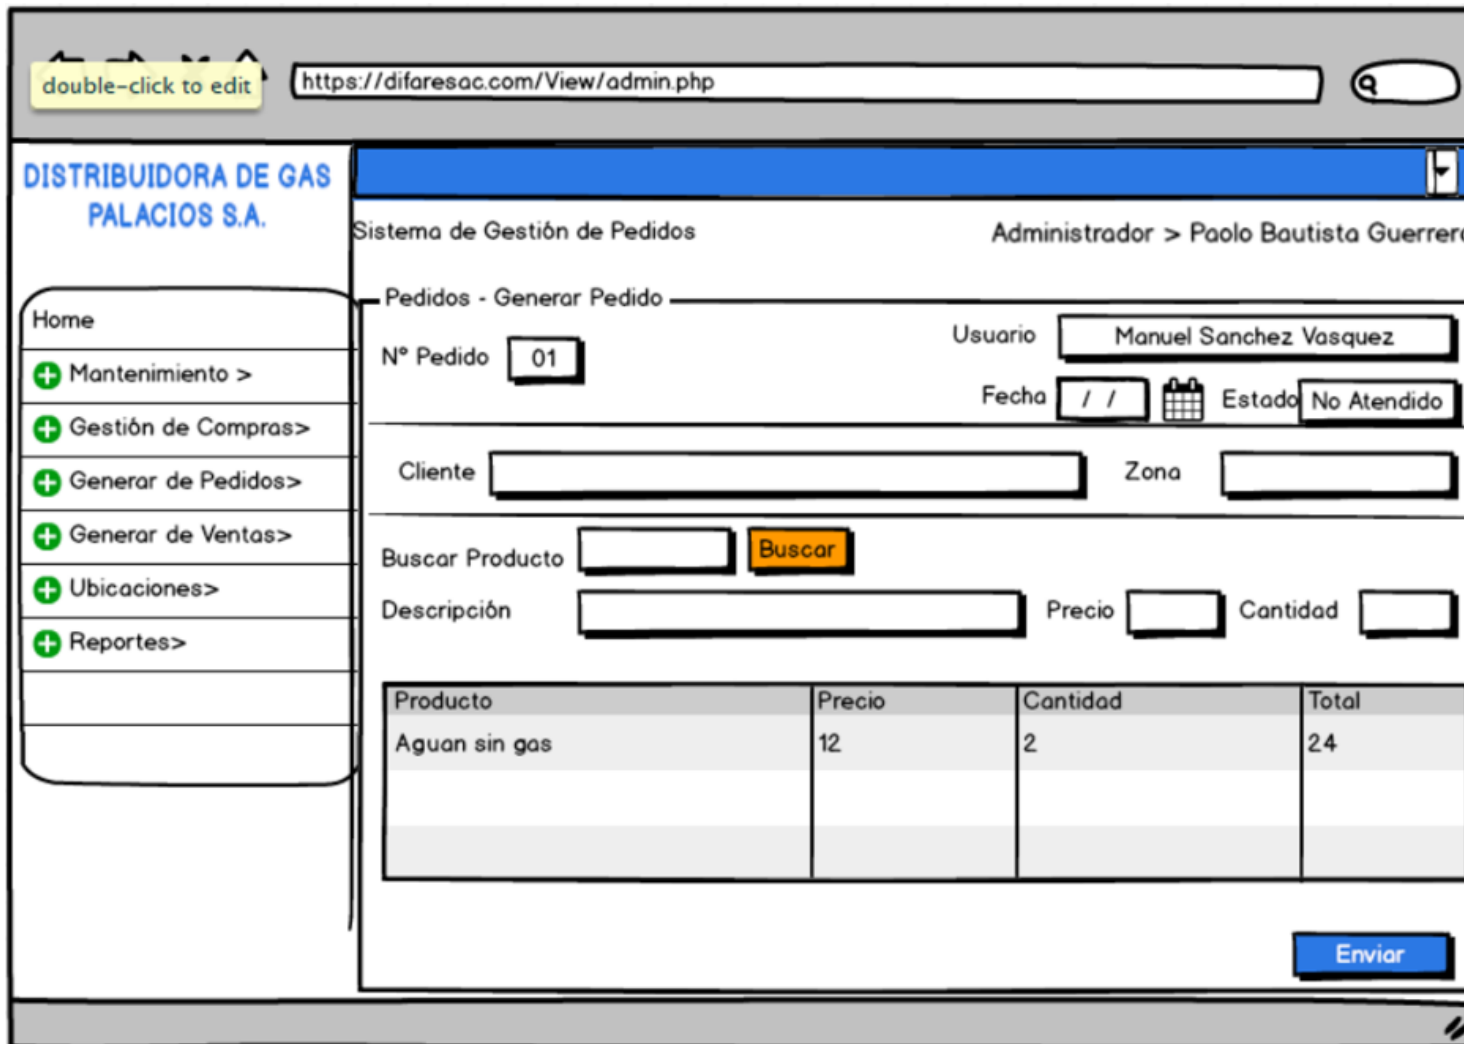 double-click to edit
https://difaresac.com/View/admin.php
DISTRIBUIDORA DE GAS
PALACIOS S.A.
Sistema de Gestión de Pedidos
Administrador > Paolo Bautista Guerrero
Home
Mantenimiento >
Gestión de Compras>
Generar de Pedidos>
Generar de Ventas>
Ubicaciones>
Reportes>
Pedidos - Generar Pedido
N° Pedido 01
Usuario Manuel Sanchez Vasquez
Fecha / / Estado No Atendido
Cliente Zona
Buscar Producto Buscar
Descripción Precio Cantidad
Producto Precio Cantidad Total
Aguan sin gas 12 2 24
Enviar